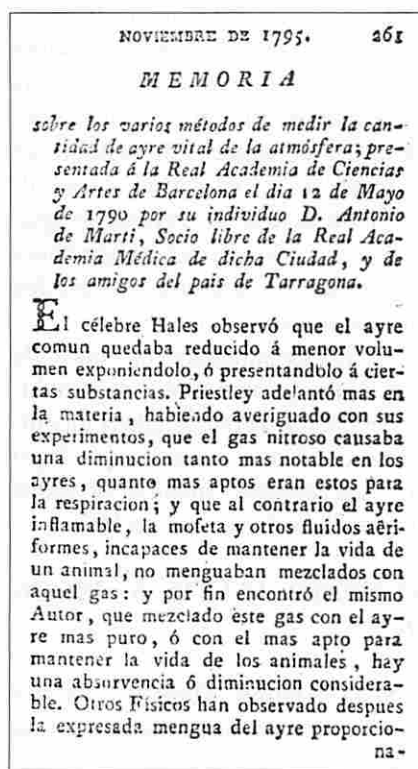 NOVIEMBRE DE 1795. 261
MEMORIA
sobre los varios métodos de medir la can-
tidad de ayre vital de la atmósfera; pre-
sentada á la Real Academia de Ciencias
y Artes de Barcelona el dia 12 de Mayo
de 1790 por su individuo D. Antonio
de Marti, Socio libre de la Real Aca-
demia Médica de dicha Ciudad, y de
los amigos del pais de Tarragona.
El célebre Hales observó que el ayre
comun quedaba reducido á menor volu-
men exponiendolo, ó presentandolo á cier-
tas substancias. Priestley adelantó mas en
la materia, habiendo averiguado con sus
experimentos, que el gas nitroso causaba
una diminucion tanto mas notable en los
ayres, quanto mas aptos eran estos para
la respiracion; y que al contrario el ayre
inflamable, la mofeta y otros fluidos aëri-
formes, incapaces de mantener la vida de
un animal, no menguaban mezclados con
aquel gas: y por fin encontró el mismo
Autor, que mezclado este gas con el ay-
re mas puro, ó con el mas apto para
mantener la vida de los animales, hay
una absorvencia ó diminucion considera-
ble. Otros Físicos han observado despues
la expresada mengua del ayre proporcio-
na-